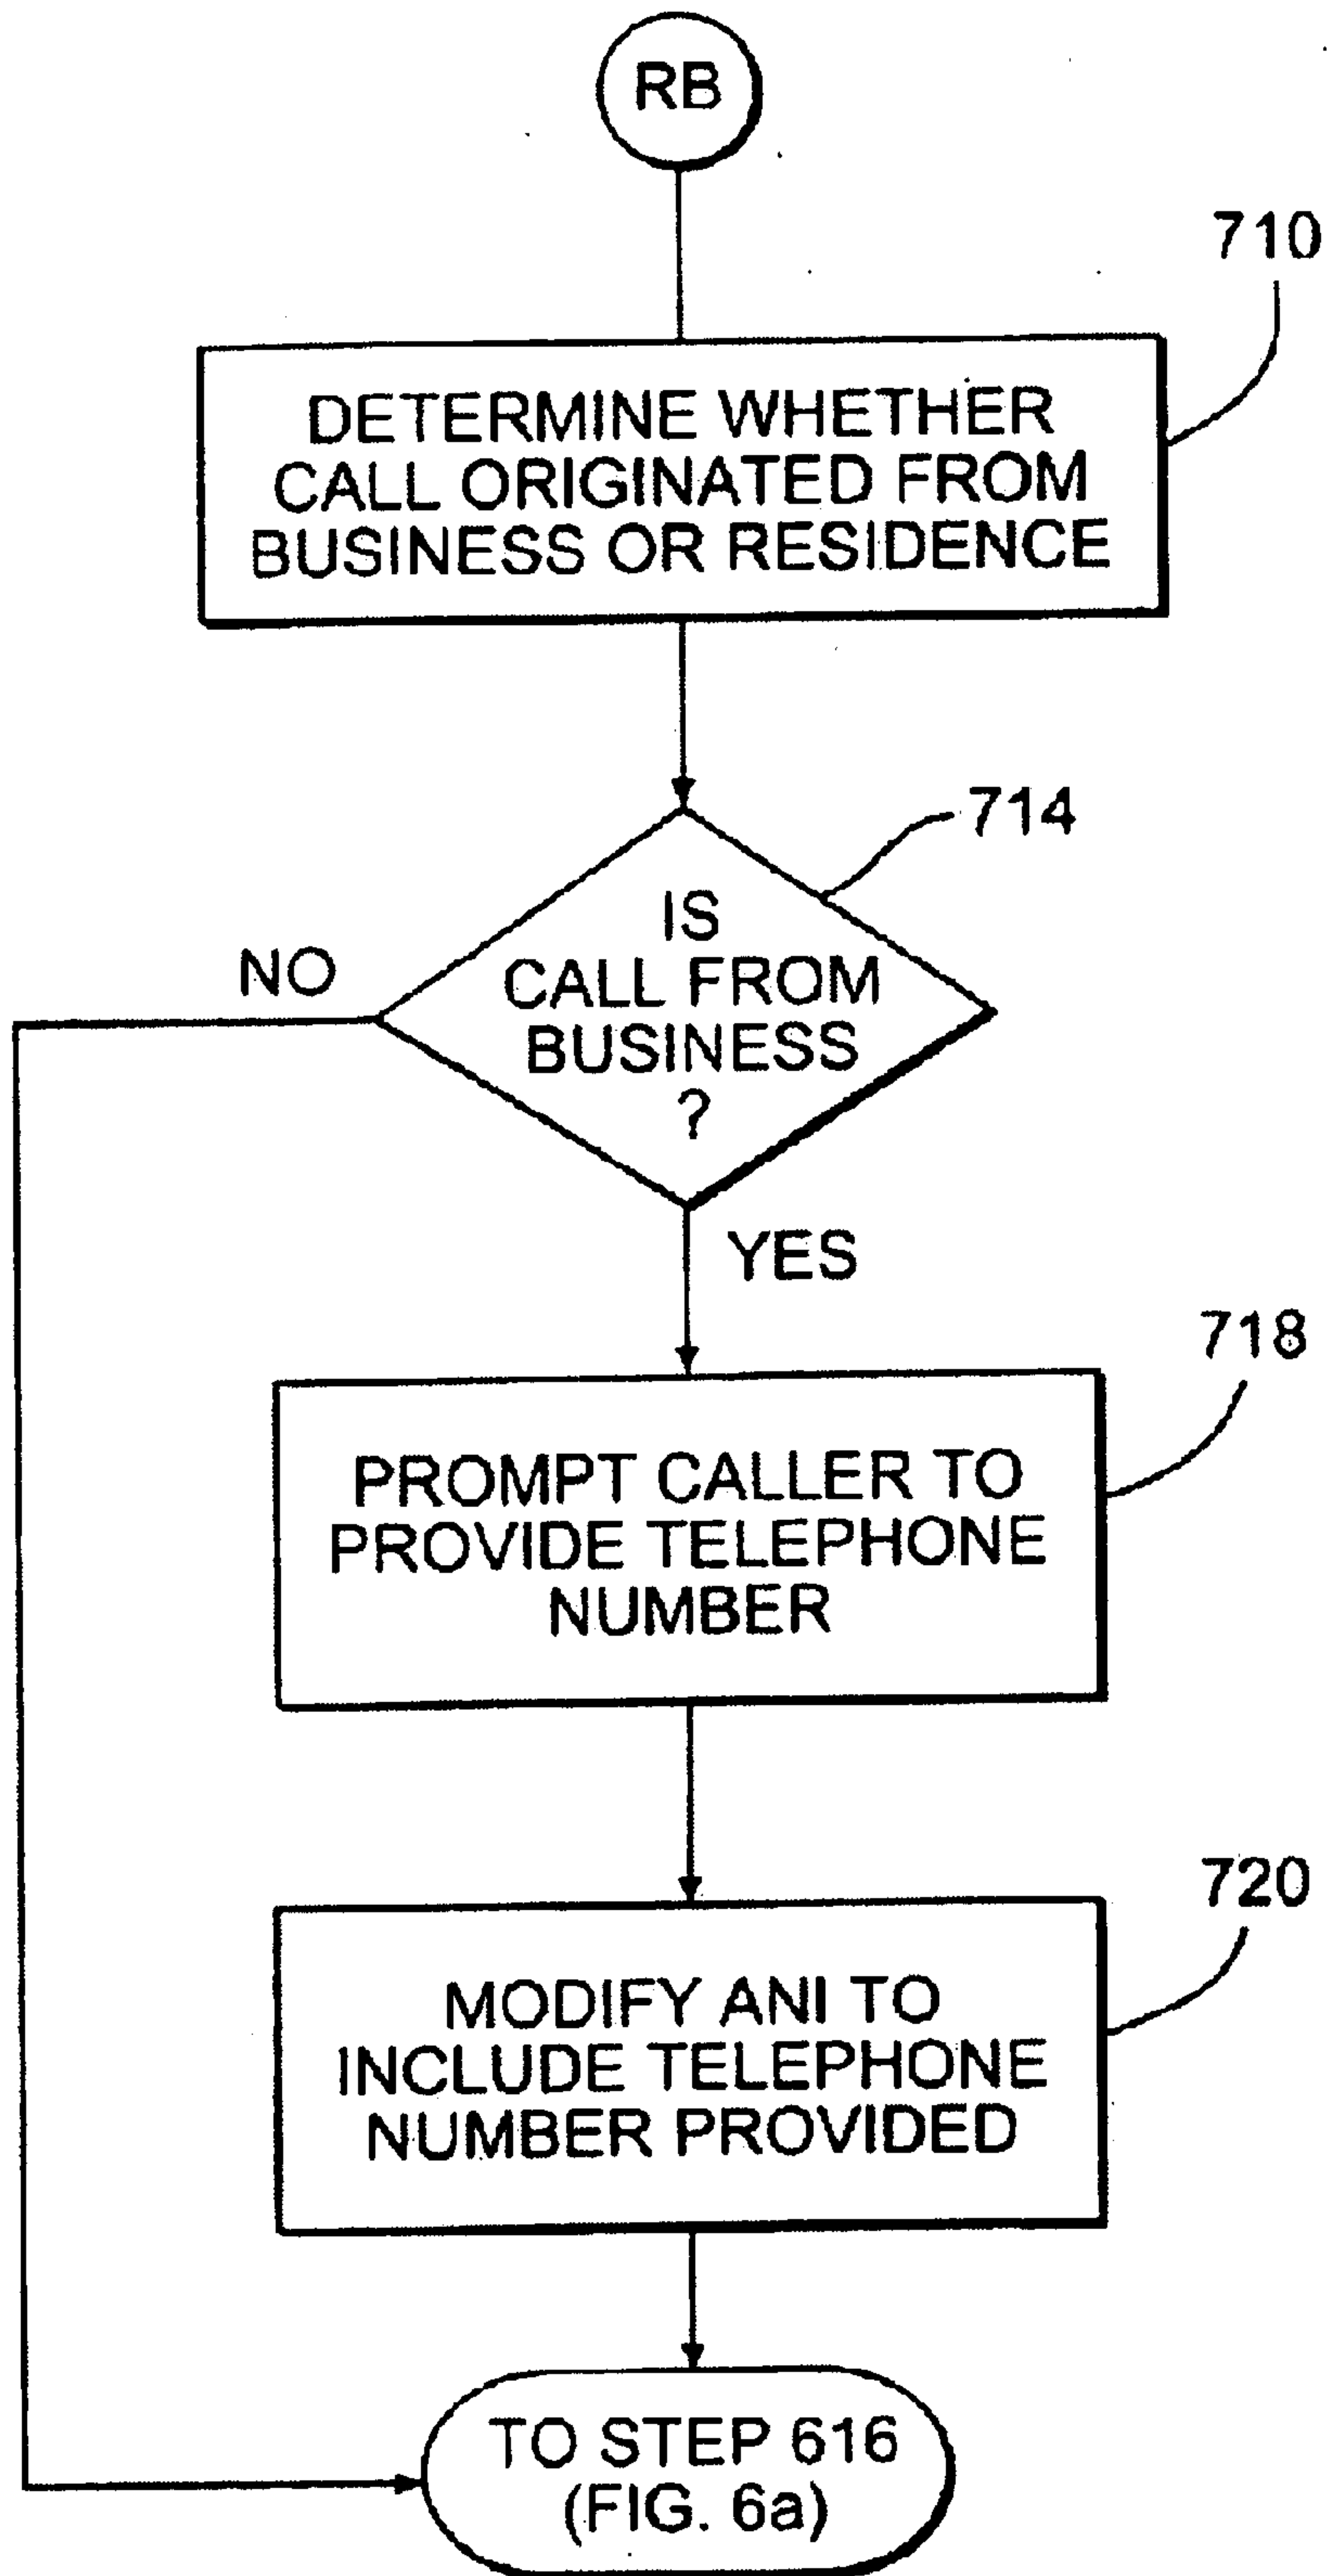 RB
710
DETERMINE WHETHER
CALL ORIGINATED FROM
BUSINESS OR RESIDENCE
714
IS
CALL FROM
BUSINESS
?
NO
YES
718
PROMPT CALLER TO
PROVIDE TELEPHONE
NUMBER
720
MODIFY ANI TO
INCLUDE TELEPHONE
NUMBER PROVIDED
TO STEP 616
(FIG. 6a)